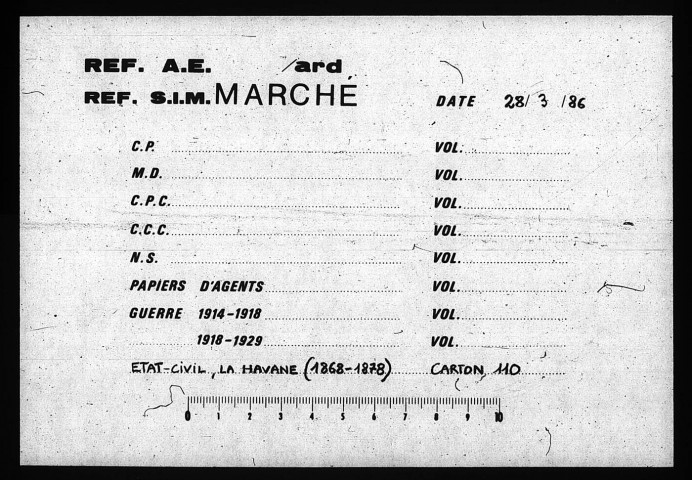 REF. A.E. ard
REF. S.I.M. MARCHÉ DATE 28/3/86
C.P. VOL.
M.D. VOL.
C.P.C. VOL.
C.C.C. VOL.
N.S. VOL.
PAPIERS D'AGENTS VOL.
GUERRE 1914-1918 VOL.
1918-1929 VOL.
ETAT-CIVIL, LA HAVANE (1868-1878) CARTON 110
0 1 2 3 4 5 6 7 8 9 10